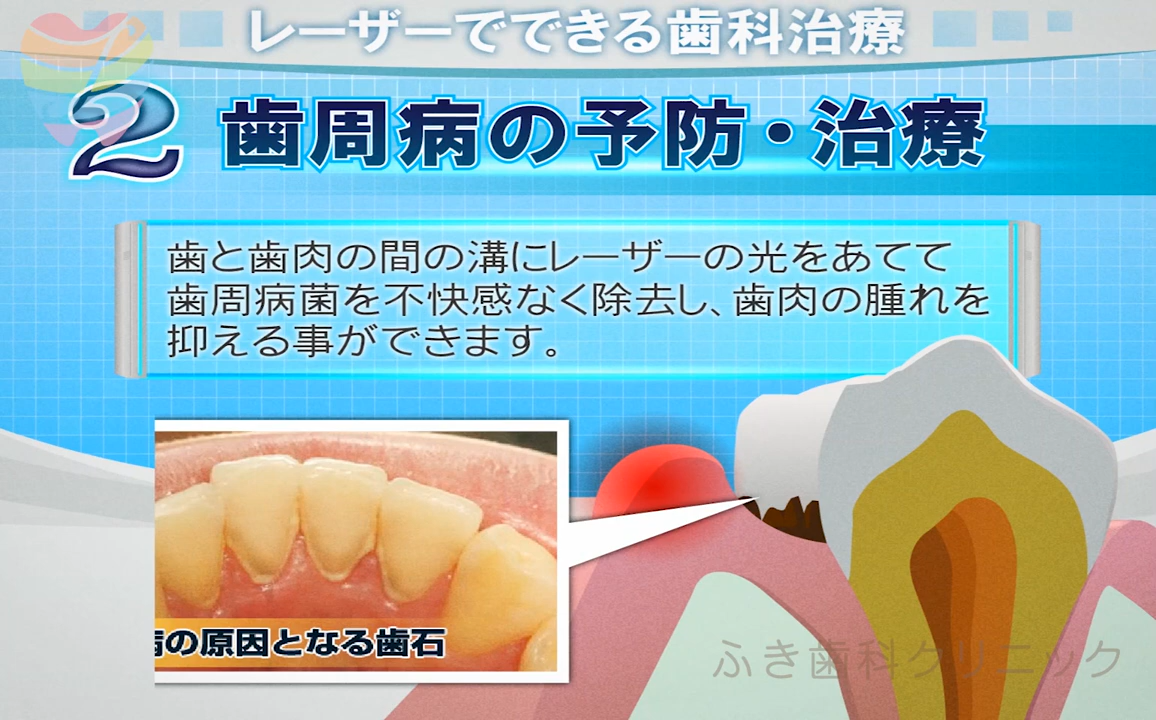 レーザーでできる歯科治療
2 歯周病の予防・治療
歯と歯肉の間の溝にレーザーの光をあてて
歯周病菌を不快感なく除去し、歯肉の腫れを
抑える事ができます。
病の原因となる歯石
ふき歯科クリニック